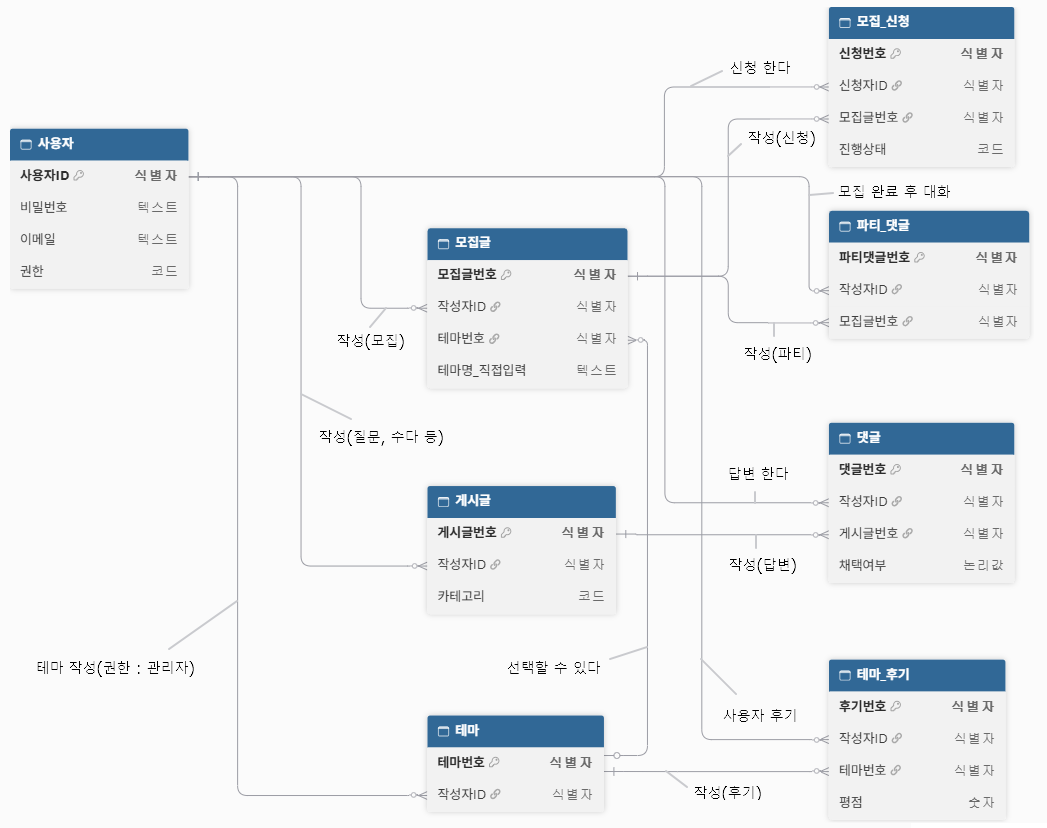 모집_신청
신청번호 식별자
신청자ID 식별자
모집글번호 식별자
진행상태 코드
신청 한다
작성(신청)
사용자
사용자ID 식별자
비밀번호 텍스트
이메일 텍스트
권한 코드
모집 완료 후 대화
파티_댓글
파티댓글번호 식별자
작성자ID 식별자
모집글번호 식별자
모집글
모집글번호 식별자
작성자ID 식별자
테마번호 식별자
테마명_직접입력 텍스트
작성(모집)
작성(파티)
작성(질문, 수다 등)
댓글
댓글번호 식별자
작성자ID 식별자
게시글번호 식별자
채택여부 논리값
답변 한다
작성(답변)
게시글
게시글번호 식별자
작성자ID 식별자
카테고리 코드
테마 작성(권한 : 관리자)
선택할 수 있다
테마_후기
후기번호 식별자
작성자ID 식별자
테마번호 식별자
평점 숫자
사용자 후기
테마
테마번호 식별자
작성자ID 식별자
작성(후기)